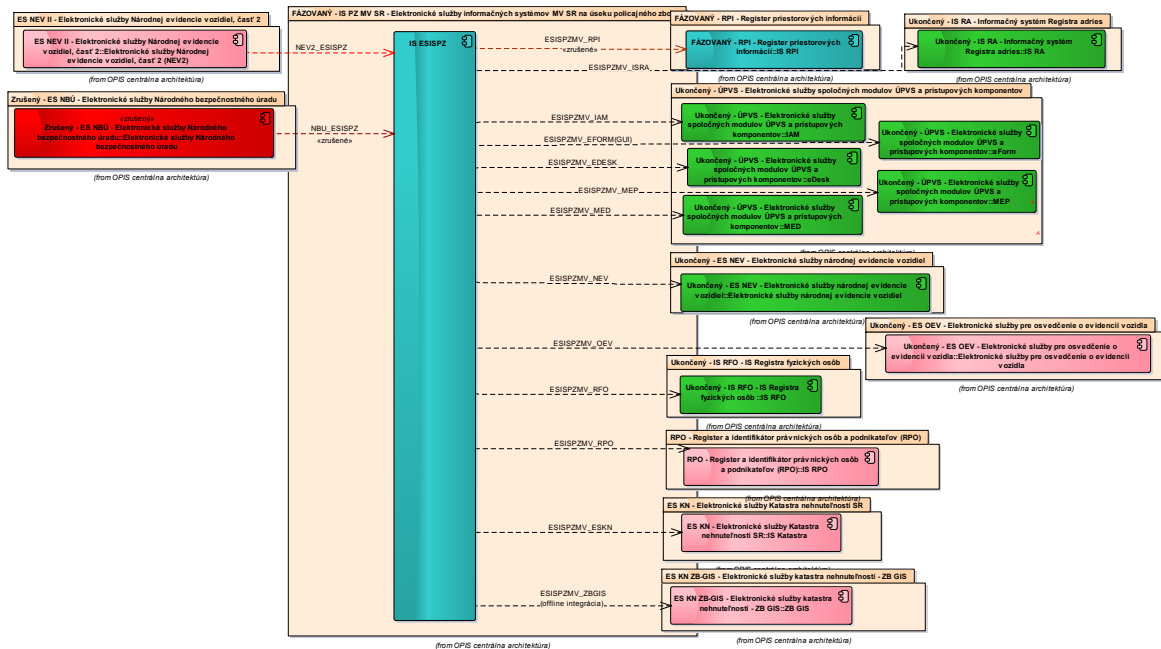 ES NEV II - Elektronické služby Národnej evidencie vozidiel, časť 2
ES NEV II - Elektronické služby Národnej evidencie
vozidiel, časť 2::Elektronické služby Národnej
evidencie vozidiel, časť 2 (NEV2)
(from OPIS centrálna architektúra)
NEV2_ESISPZ
Zrušený - ES NBÚ - Elektronické služby Národného bezpečnostného úradu
«zrušený»
Zrušený - ES NBÚ - Elektronické služby Národného
bezpečnostného úradu::Elektronické služby Národného
bezpečnostného úradu
(from OPIS centrálna architektúra)
NBU_ESISPZ
«zrušené»
FÁZOVANÝ - IS PZ MV SR - Elektronické služby informačných systémov MV SR na úseku policajného zbo
IS ESISPZ
(from OPIS centrálna architektúra)
ESISPZMV_RPI
«zrušené»
ESISPZMV_ISRA
ESISPZMV_IAM
ESISPZMV_EFORM(GUI)
ESISPZMV_EDESK
ESISPZMV_MEP
ESISPZMV_MED
ESISPZMV_NEV
ESISPZMV_OEV
ESISPZMV_RFO
ESISPZMV_RPO
ESISPZMV_ESKN
ESISPZMV_ZBGIS
(offline integrácia)
FÁZOVANÝ - RPI - Register priestorových informácií
FÁZOVANÝ - RPI - Register priestorových
informácií::IS RPI
(from OPIS centrálna architektúra)
Ukončený - IS RA - Informačný systém Registra adries
Ukončený - IS RA - Informačný systém
Registra adries::IS RA
(from OPIS centrálna architektúra)
Ukončený - ÚPVS - Elektronické služby spoločných modulov ÚPVS a prístupových komponentov
Ukončený - ÚPVS - Elektronické služby
spoločných modulov ÚPVS a prístupových
komponentov::IAM
Ukončený - ÚPVS - Elektronické služby
spoločných modulov ÚPVS a
prístupových komponentov::eForm
Ukončený - ÚPVS - Elektronické služby
spoločných modulov ÚPVS a
prístupových komponentov::eDesk
Ukončený - ÚPVS - Elektronické služby
spoločných modulov ÚPVS a
prístupových komponentov::MEP
Ukončený - ÚPVS - Elektronické služby
spoločných modulov ÚPVS a prístupových
komponentov::MED
(from OPIS centrálna architektúra)
Ukončený - ES NEV - Elektronické služby národnej evidencie vozidiel
Ukončený - ES NEV - Elektronické služby národnej evidencie
vozidiel::Elektronické služby národnej evidencie vozidiel
(from OPIS centrálna architektúra)
Ukončený - ES OEV - Elektronické služby pre osvedčenie o evidencii vozidla
Ukončený - ES OEV - Elektronické služby pre osvedčenie o
evidencii vozidla::Elektronické služby pre osvedčenie o evidencii
vozidla
(from OPIS centrálna architektúra)
Ukončený - IS RFO - IS Registra fyzických osôb
Ukončený - IS RFO - IS Registra
fyzických osôb ::IS RFO
(from OPIS centrálna architektúra)
RPO - Register a identifikátor právnických osôb a podnikateľov (RPO)
RPO - Register a identifikátor právnických osôb
a podnikateľov (RPO)::IS RPO
(from OPIS centrálna architektúra)
ES KN - Elektronické služby Katastra nehnuteľností SR
ES KN - Elektronické služby Katastra
nehnuteľností SR::IS Katastra
(from OPIS centrálna architektúra)
ES KN ZB-GIS - Elektronické služby katastra nehnuteľností - ZB GIS
ES KN ZB-GIS - Elektronické služby katastra
nehnuteľností - ZB GIS::ZB GIS
(from OPIS centrálna architektúra)